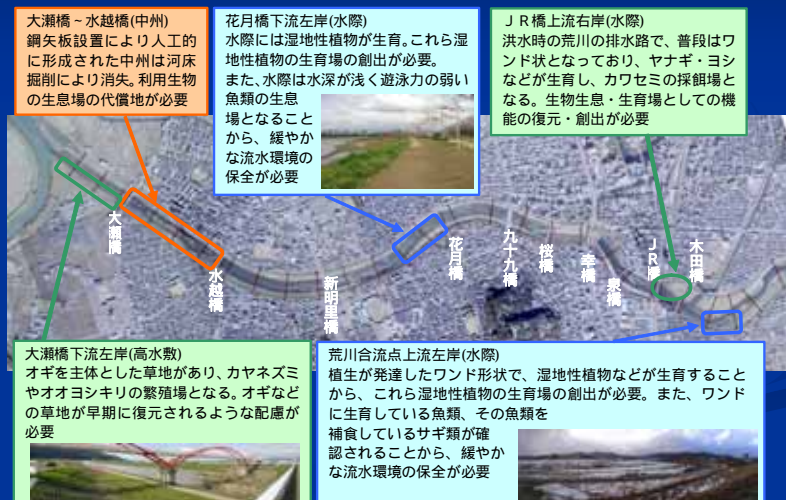 大瀬橋～水越橋(中州)
鋼矢板設置により人工的
に形成された中州は河床
掘削により消失。利用生物
の生息場の代償地が必要
花月橋下流左岸(水際)
水際には湿地性植物が生育。これら湿
地性植物の生育場の創出が必要。
また、水際は水深が浅く遊泳力の弱い
魚類の生息
場となること
から、緩やか
な流水環境の
保全が必要
ＪＲ橋上流右岸(水際)
洪水時の荒川の排水路で、普段はワ
ンド状となっており、ヤナギ・ヨシ
などが生育し、カワセミの採餌場と
なる。生物生息・生育場としての機
能の復元・創出が必要
大瀬橋
水越橋
新明里橋
花月橋
九十九橋
桜橋
幸橋
泉橋
ＪＲ橋
木田橋
大瀬橋下流左岸(高水敷)
オギを主体とした草地があり、カヤネズミ
やオオヨシキリの繁殖場となる。オギなど
の草地が早期に復元されるような配慮が
必要
荒川合流点上流左岸(水際)
植生が発達したワンド形状で、湿地性植物などが生育すること
から、これら湿地性植物の生育場の創出が必要。また、ワンド
に生育している魚類、その魚類を
補食しているサギ類が確
認されることから、緩やか
な流水環境の保全が必要